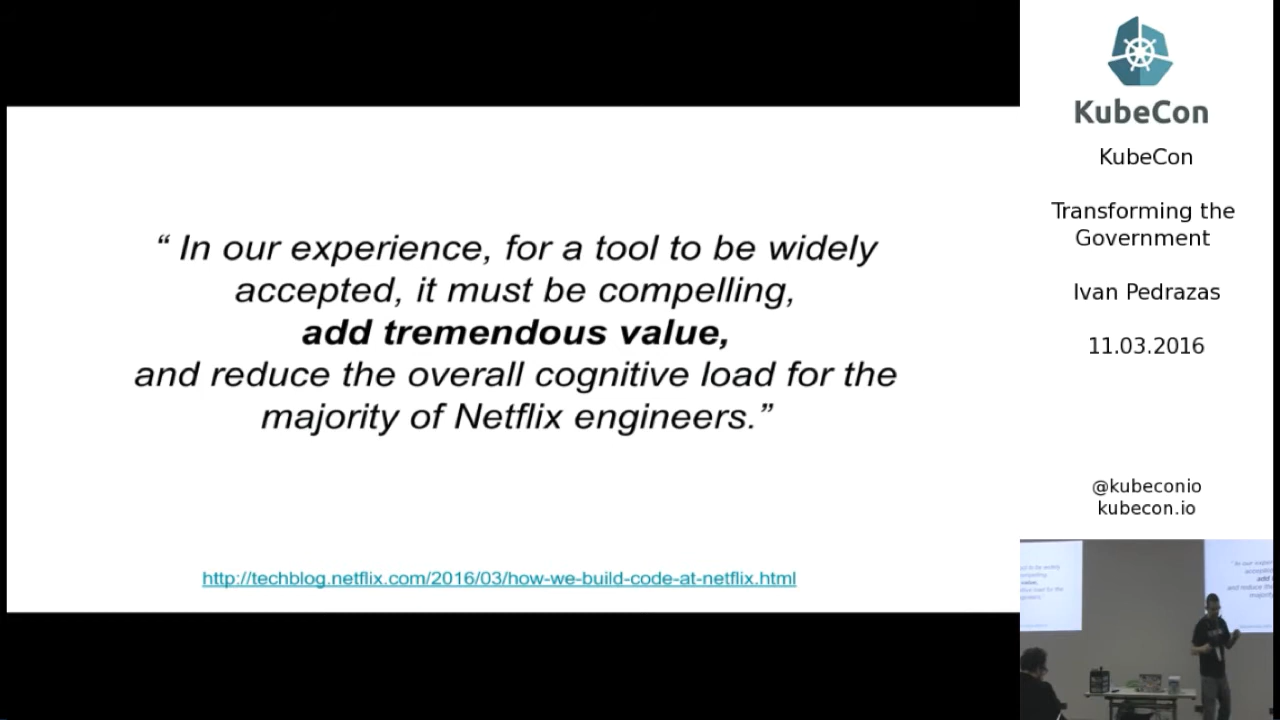 “ In our experience, for a tool to be widely
accepted, it must be compelling,
add tremendous value,
and reduce the overall cognitive load for the
majority of Netflix engineers.”
http://techblog.netflix.com/2016/03/how-we-build-code-at-netflix.html
KubeCon
KubeCon
Transforming the
Government
Ivan Pedrazas
11.03.2016
@kubeconio
kubecon.io